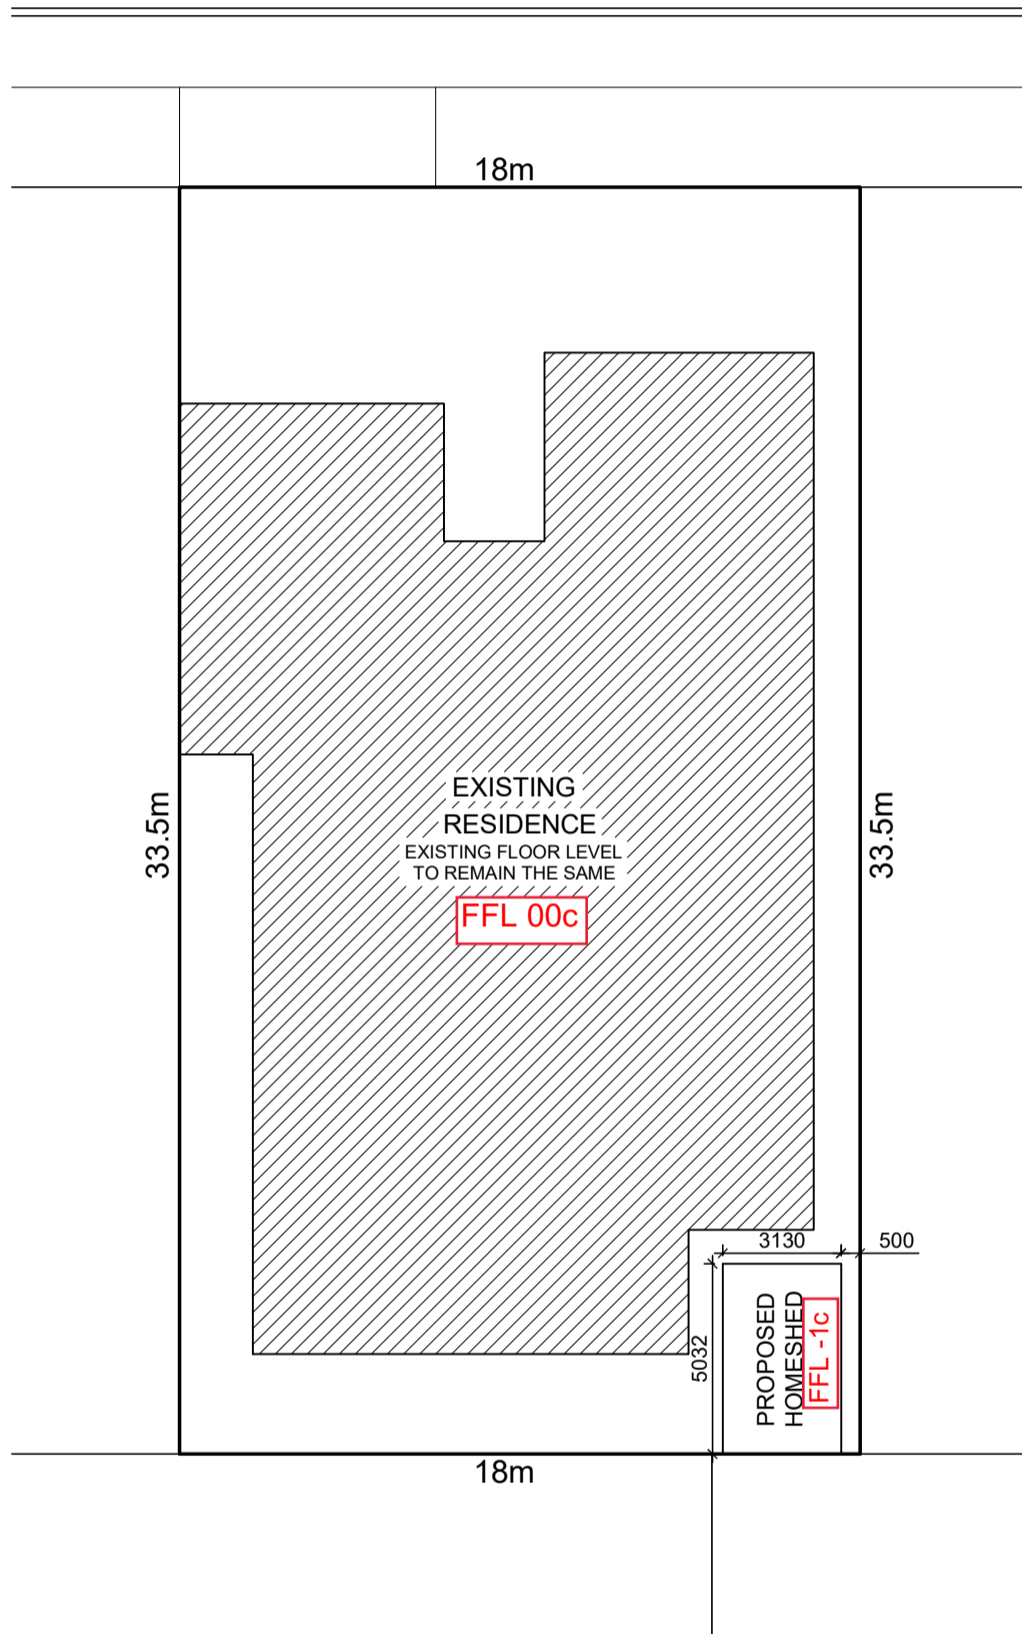 18m
33.5m
EXISTING
RESIDENCE
EXISTING FLOOR LEVEL
TO REMAIN THE SAME
FFL 00c
33.5m
3130
500
5032
PROPOSED
HOMESHED
FFL -1c
18m